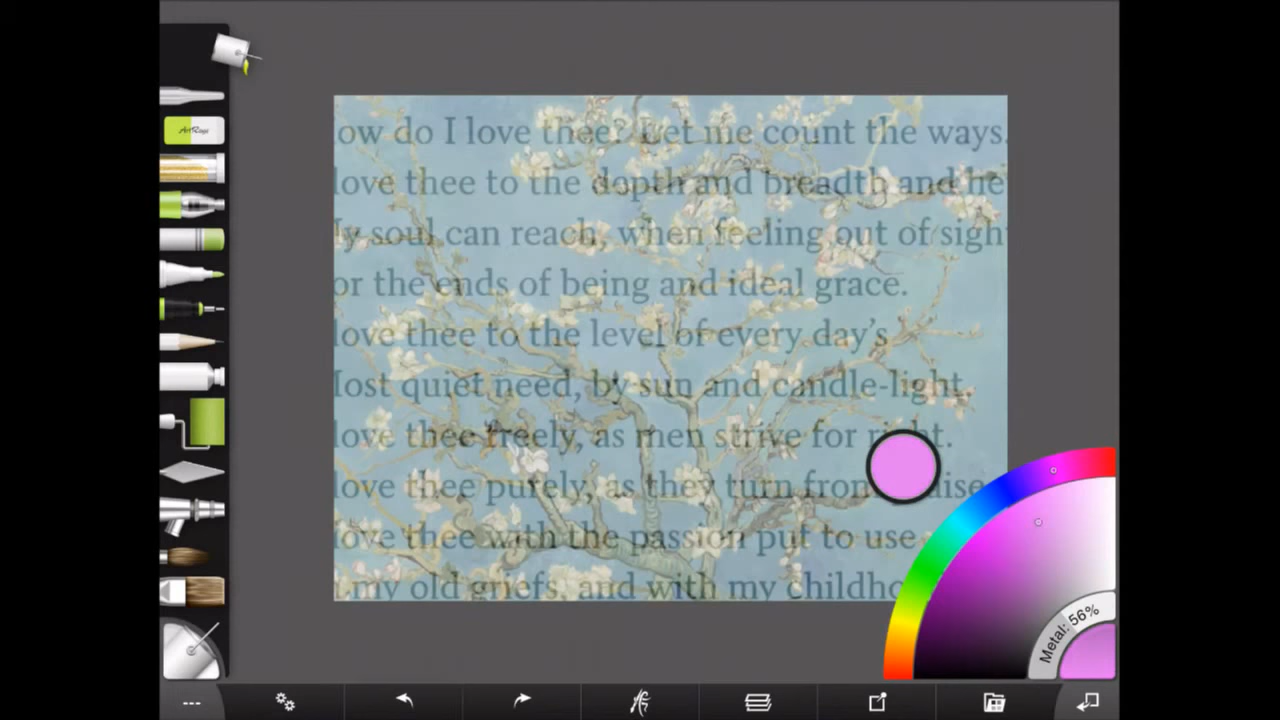 ow do I love thee? Let me count the ways.
love thee to the depth and breadth and he
ly soul can reach, when feeling out of sight
or the ends of being and ideal grace.
love thee to the level of every day's
lost quiet need, by sun and candle-light.
love thee freely, as men strive for right.
love thee purely, as they turn from
love thee with the passion put to use
my old griefs, and with my childho
ArtRage
Metal: 56%